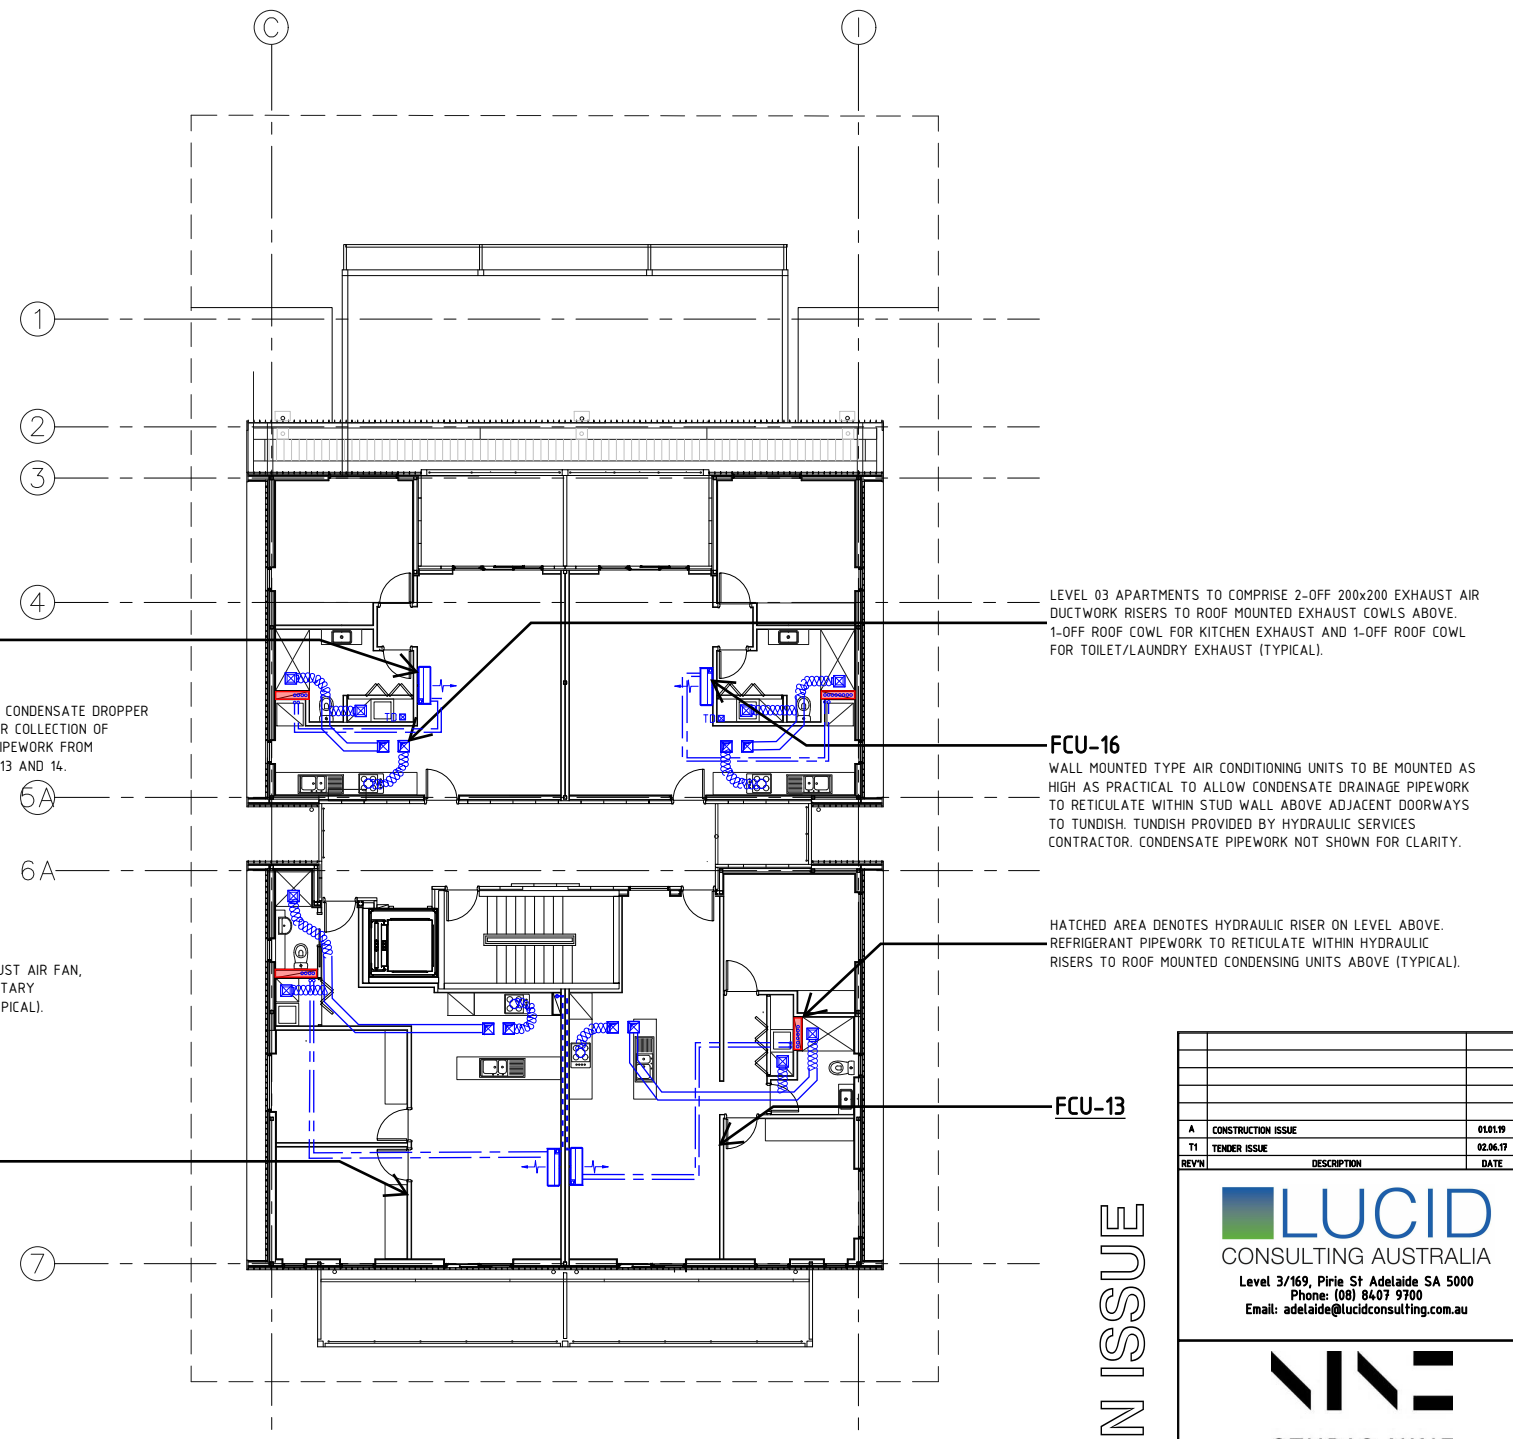 C
I
1
2
3
4
5A
6A
7
CONDENSATE DROPPER
R COLLECTION OF
IPEWORK FROM
13 AND 14.
UST AIR FAN,
TARY
PICAL).
TD
TD
LEVEL 03 APARTMENTS TO COMPRISE 2-OFF 200x200 EXHAUST AIR
DUCTWORK RISERS TO ROOF MOUNTED EXHAUST COWLS ABOVE.
1-OFF ROOF COWL FOR KITCHEN EXHAUST AND 1-OFF ROOF COWL
FOR TOILET/LAUNDRY EXHAUST (TYPICAL).
FCU-16
WALL MOUNTED TYPE AIR CONDITIONING UNITS TO BE MOUNTED AS
HIGH AS PRACTICAL TO ALLOW CONDENSATE DRAINAGE PIPEWORK
TO RETICULATE WITHIN STUD WALL ABOVE ADJACENT DOORWAYS
TO TUNDISH. TUNDISH PROVIDED BY HYDRAULIC SERVICES
CONTRACTOR. CONDENSATE PIPEWORK NOT SHOWN FOR CLARITY.
HATCHED AREA DENOTES HYDRAULIC RISER ON LEVEL ABOVE.
REFRIGERANT PIPEWORK TO RETICULATE WITHIN HYDRAULIC
RISERS TO ROOF MOUNTED CONDENSING UNITS ABOVE (TYPICAL).
FCU-13
N ISSUE
A CONSTRUCTION ISSUE 01.01.19
T1 TENDER ISSUE 02.06.17
REV'N DESCRIPTION DATE
LUCID
CONSULTING AUSTRALIA
Level 3/169, Pirie St Adelaide SA 5000
Phone: (08) 8407 9700
Email: adelaide@lucidconsulting.com.au
NINE